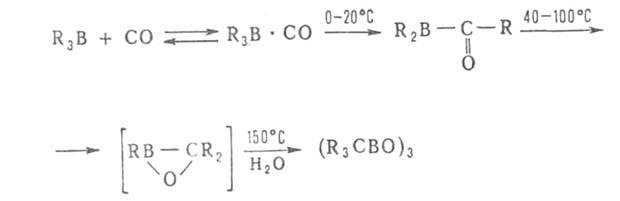 R₃B + CO ⇌ R₃B · CO 0–20°C → R₂B — C — R 40–100°C →
‖
O
→ [RB — CR₂ 150°C → (R₃CBO)₃
O] H₂O